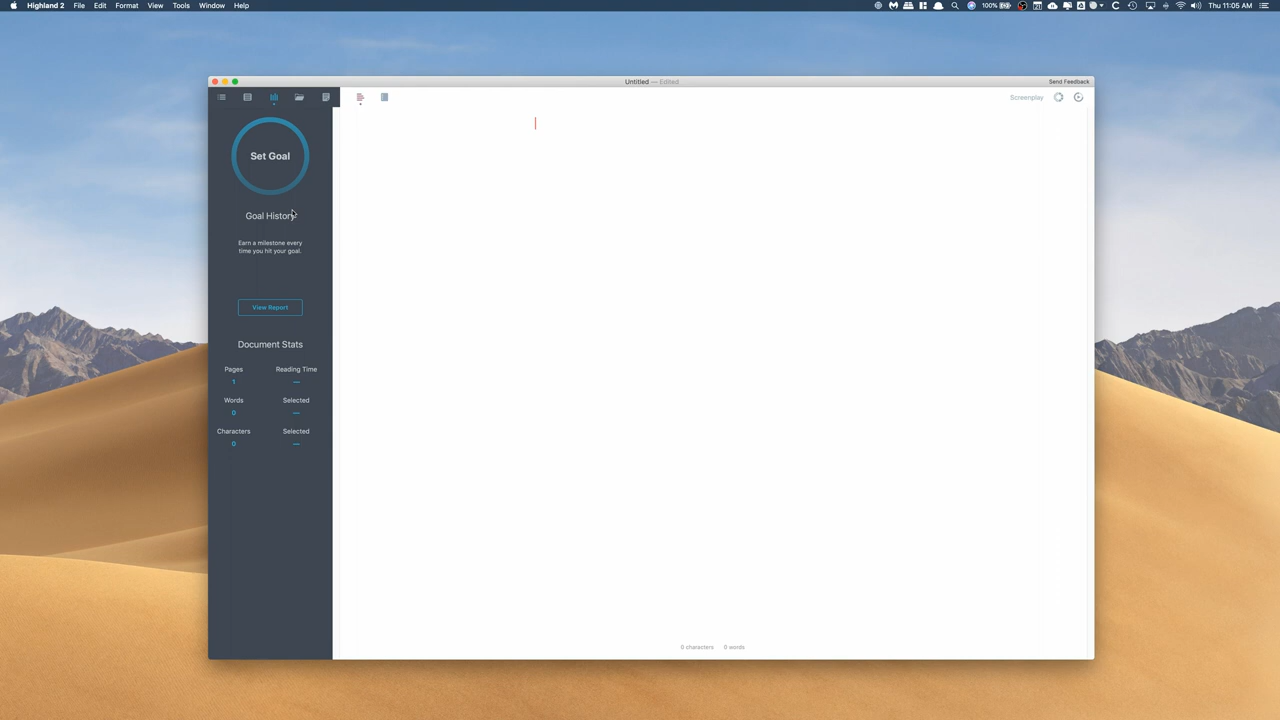 Highland 2 File Edit Format View Tools Window Help 100% Thu 11:05 AM
Untitled — Edited Send Feedback
Screenplay
Set Goal
Goal History
Earn a milestone every
time you hit your goal.
View Report
Document Stats
Pages Reading Time
1 —
Words Selected
0 —
Characters Selected
0 —
0 characters 0 words